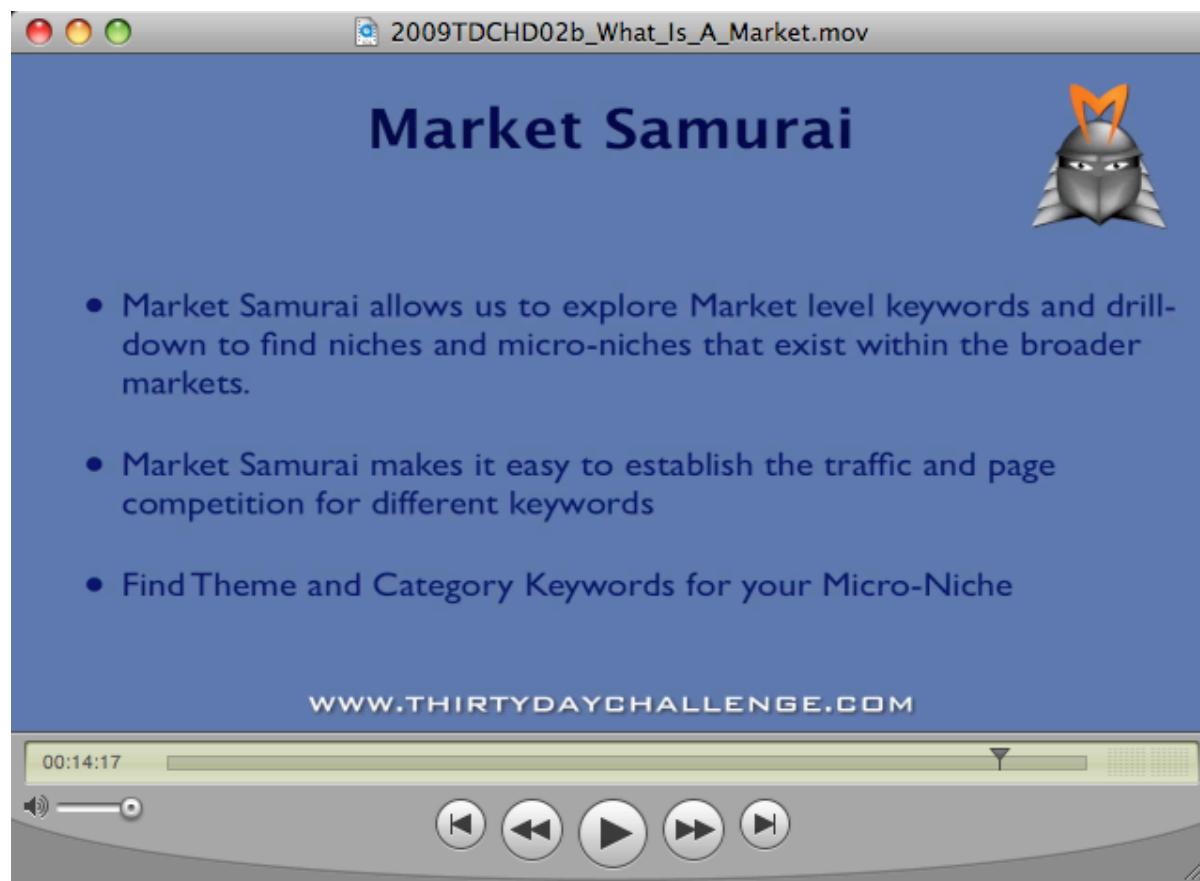 2009TDCHD02b_What_Is_A_Market.mov
Market Samurai
• Market Samurai allows us to explore Market level keywords and drill-
down to find niches and micro-niches that exist within the broader
markets.
• Market Samurai makes it easy to establish the traffic and page
competition for different keywords
• Find Theme and Category Keywords for your Micro-Niche
WWW.THIRTYDAYCHALLENGE.COM
00:14:17